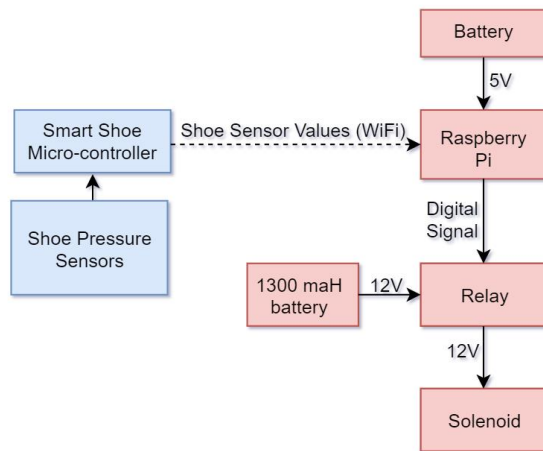 Battery
5V
Smart Shoe
Micro-controller
Shoe Sensor Values (WiFi)
Raspberry
Pi
Shoe Pressure
Sensors
Digital
Signal
1300 maH
battery
12V
Relay
12V
Solenoid